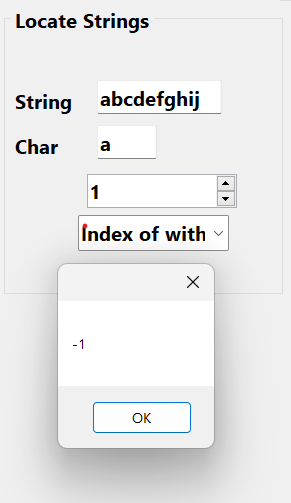 Locate Strings
String abcdefghij
Char a
1
Index of with
-1
OK